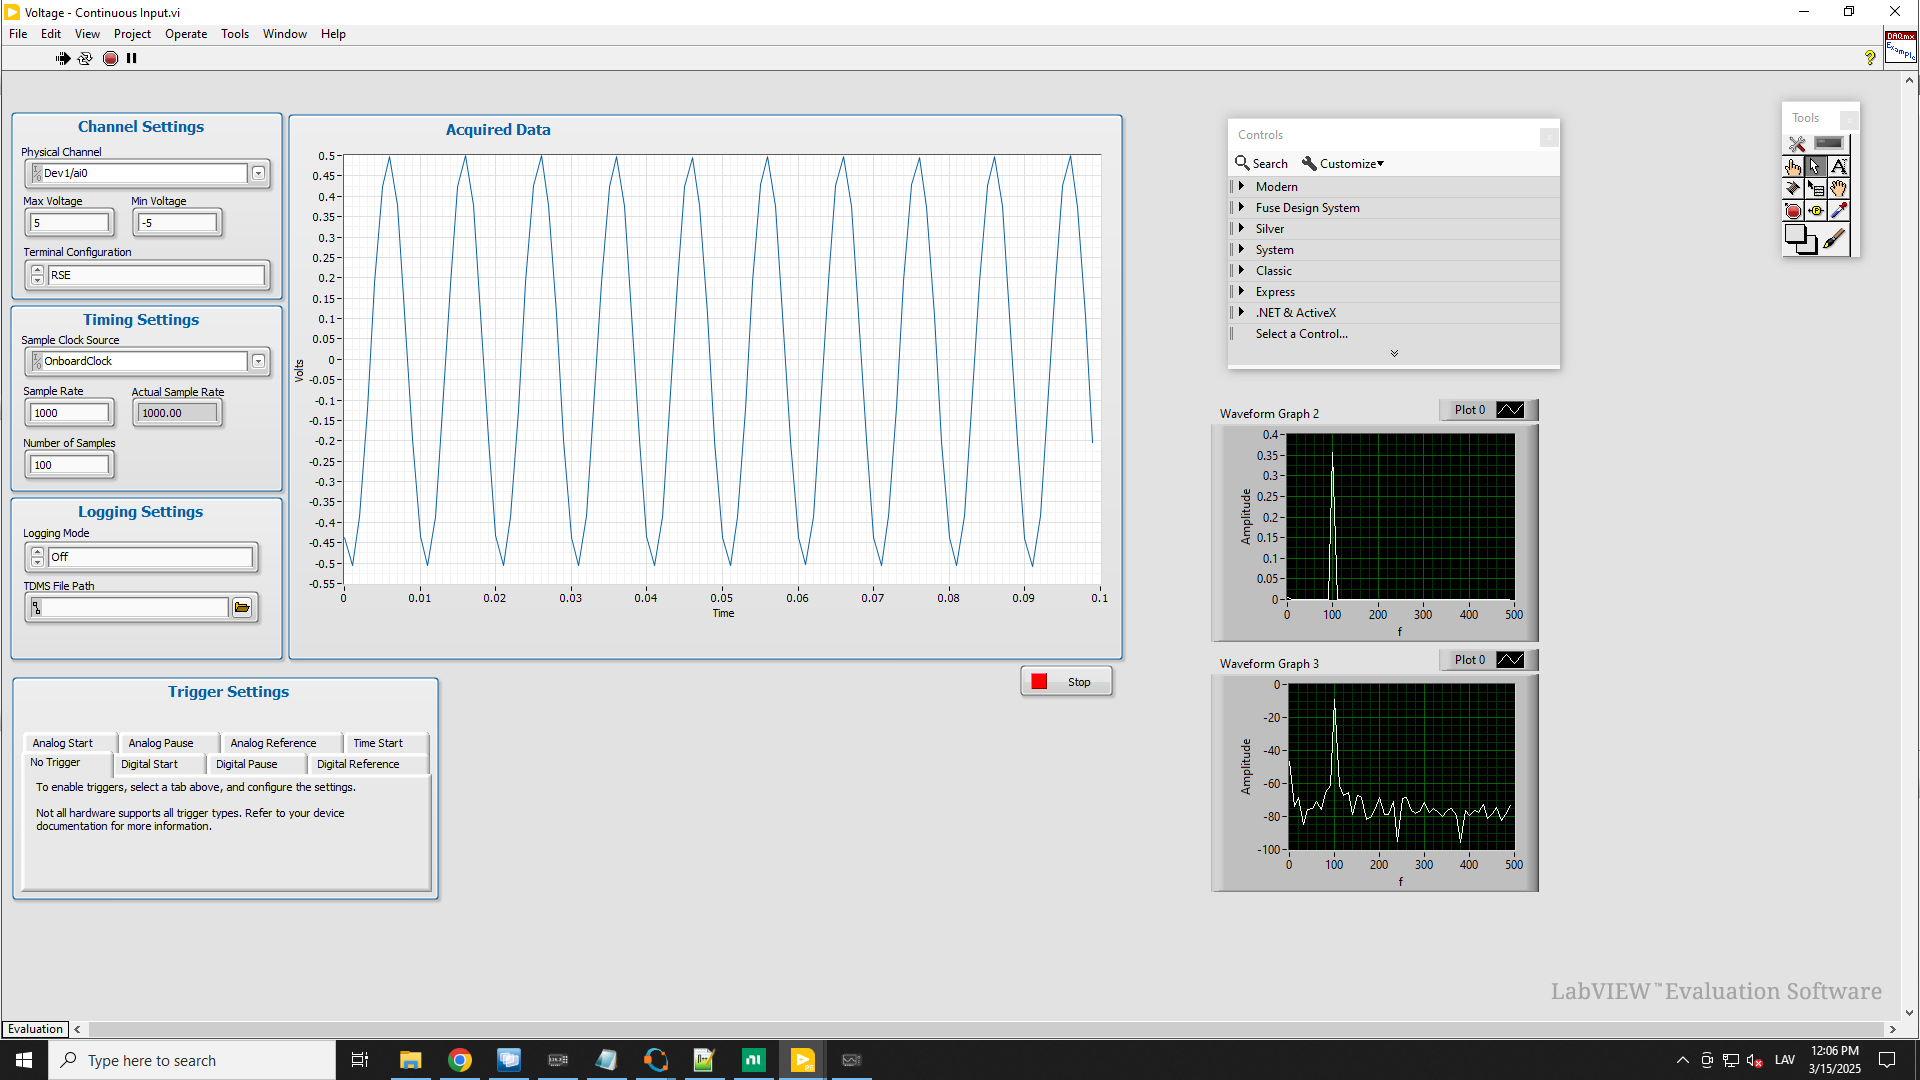 Voltage - Continuous Input.vi
File Edit View Project Operate Tools Window Help
?
DAQmx
Example
Channel Settings
Physical Channel
Dev1/ai0
Max Voltage Min Voltage
5 -5
Terminal Configuration
RSE
Timing Settings
Sample Clock Source
OnboardClock
Sample Rate Actual Sample Rate
1000 1000.00
Number of Samples
100
Logging Settings
Logging Mode
Off
TDMS File Path
Acquired Data
0.5
0.45
0.4
0.35
0.3
0.25
0.2
0.15
0.1
0.05
0
-0.05
-0.1
-0.15
-0.2
-0.25
-0.3
-0.35
-0.4
-0.45
-0.5
-0.55
Volts
0 0.01 0.02 0.03 0.04 0.05 0.06 0.07 0.08 0.09 0.1
Time
Stop
Trigger Settings
Analog Start Analog Pause Analog Reference Time Start
No Trigger Digital Start Digital Pause Digital Reference
To enable triggers, select a tab above, and configure the settings.
Not all hardware supports all trigger types. Refer to your device
documentation for more information.
Controls
Search Customize
Modern
Fuse Design System
Silver
System
Classic
Express
.NET & ActiveX
Select a Control...
Tools
Waveform Graph 2 Plot 0
0.4
0.35
0.3
0.25
0.2
0.15
0.1
0.05
0
Amplitude
0 100 200 300 400 500
f
Waveform Graph 3 Plot 0
0
-20
-40
-60
-80
-100
Amplitude
0 100 200 300 400 500
f
LabVIEW™ Evaluation Software
Evaluation
Type here to search
LAV
12:06 PM
3/15/2025